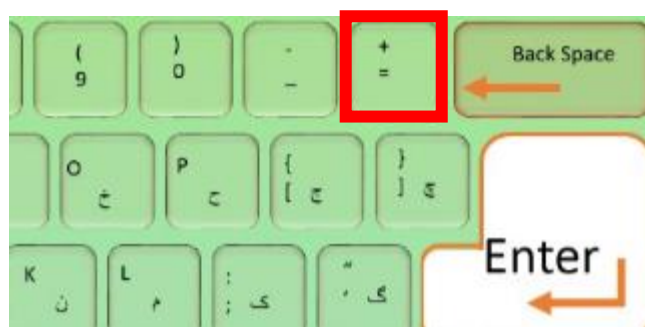 ( ) - + Back Space
9 0 _ =
O P { }
خ ح [ ج ] چ
Enter
K L : "
ن م ; ک ' گ